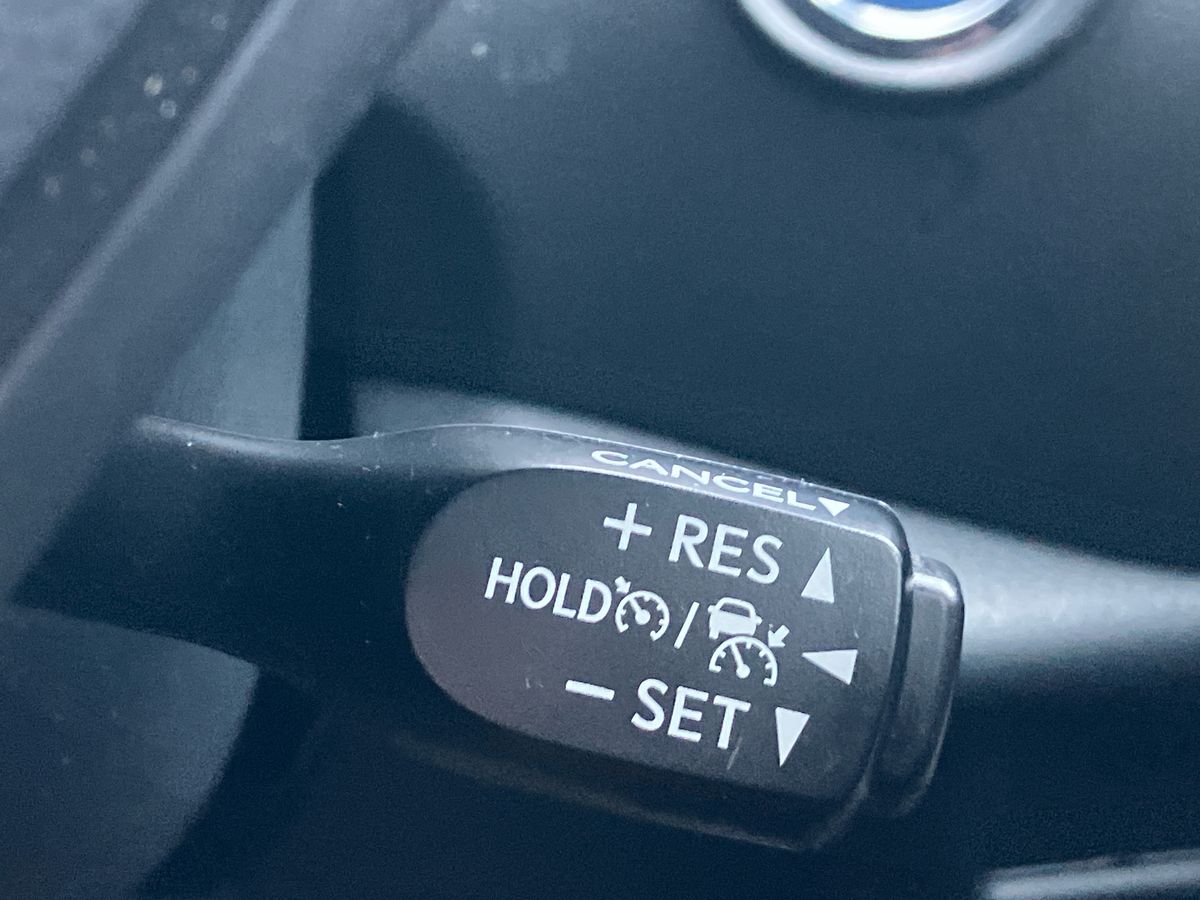 CANCEL▼
+ RES ▲
HOLD / ◀
− SET ▼